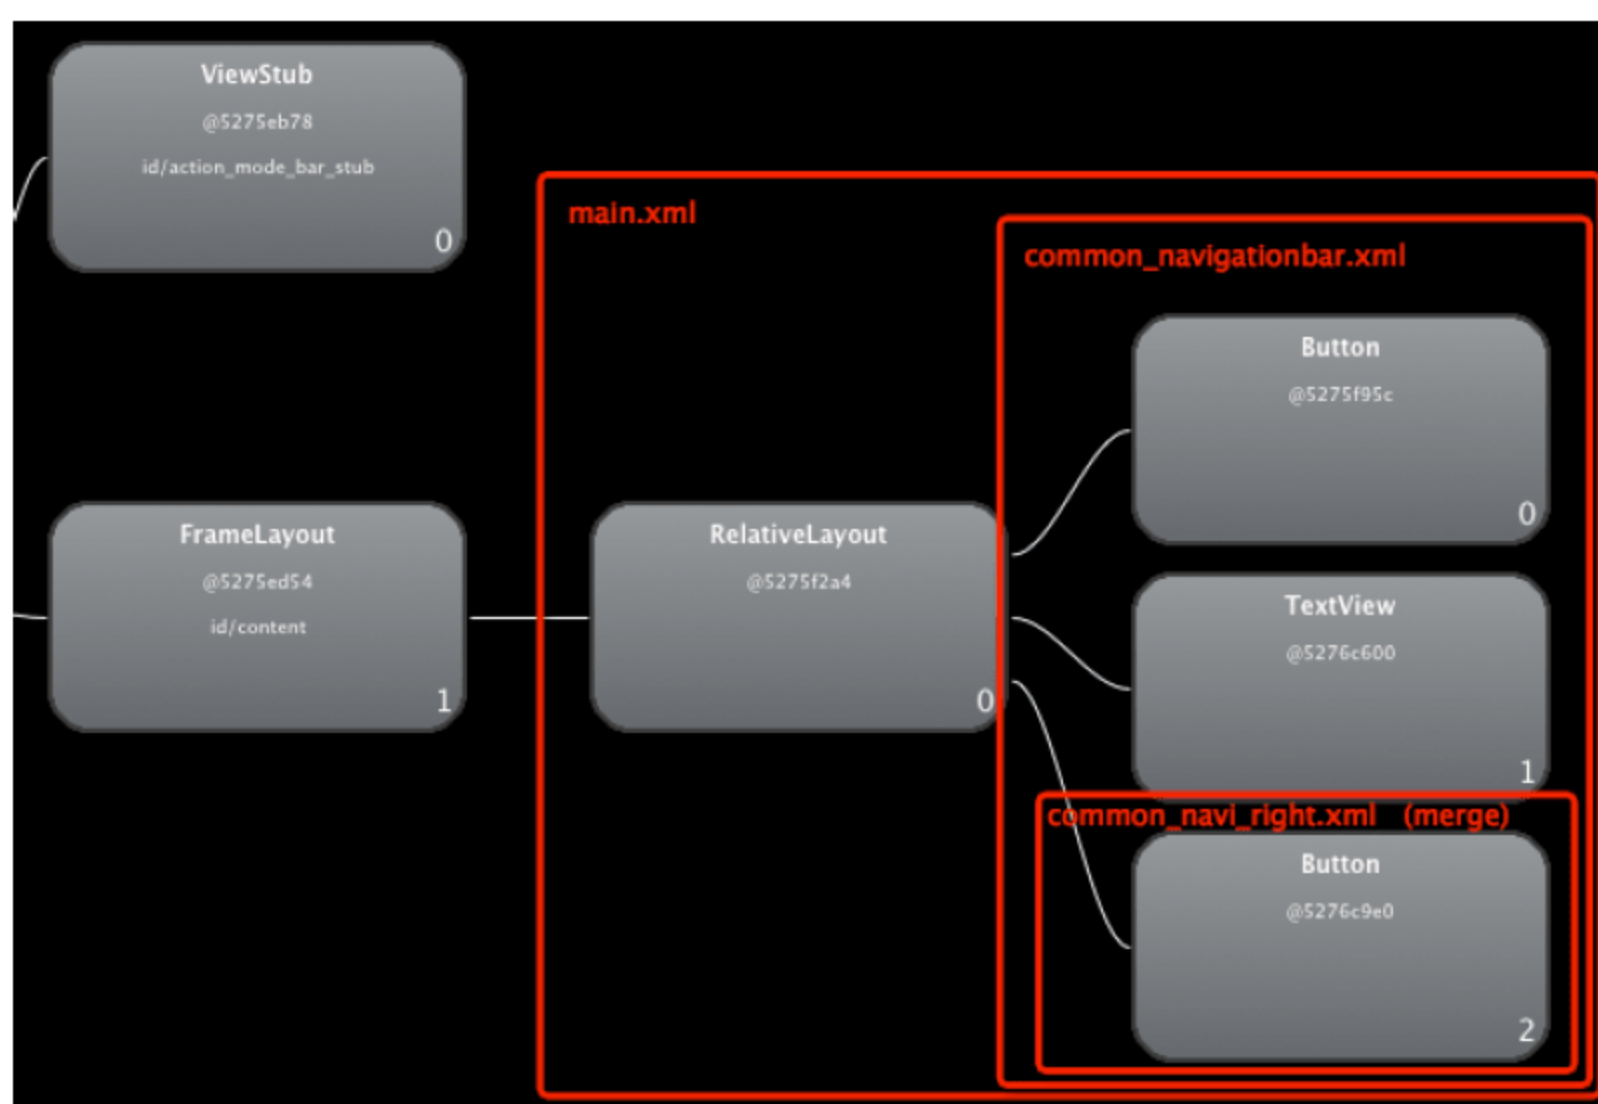 ViewStub
@5275eb78
id/action_mode_bar_stub
0
main.xml
common_navigationbar.xml
Button
@5275f95c
0
FrameLayout
@5275ed54
id/content
1
RelativeLayout
@5275f2a4
0
TextView
@5276c600
1
common_navi_right.xml (merge)
Button
@5276c9e0
2